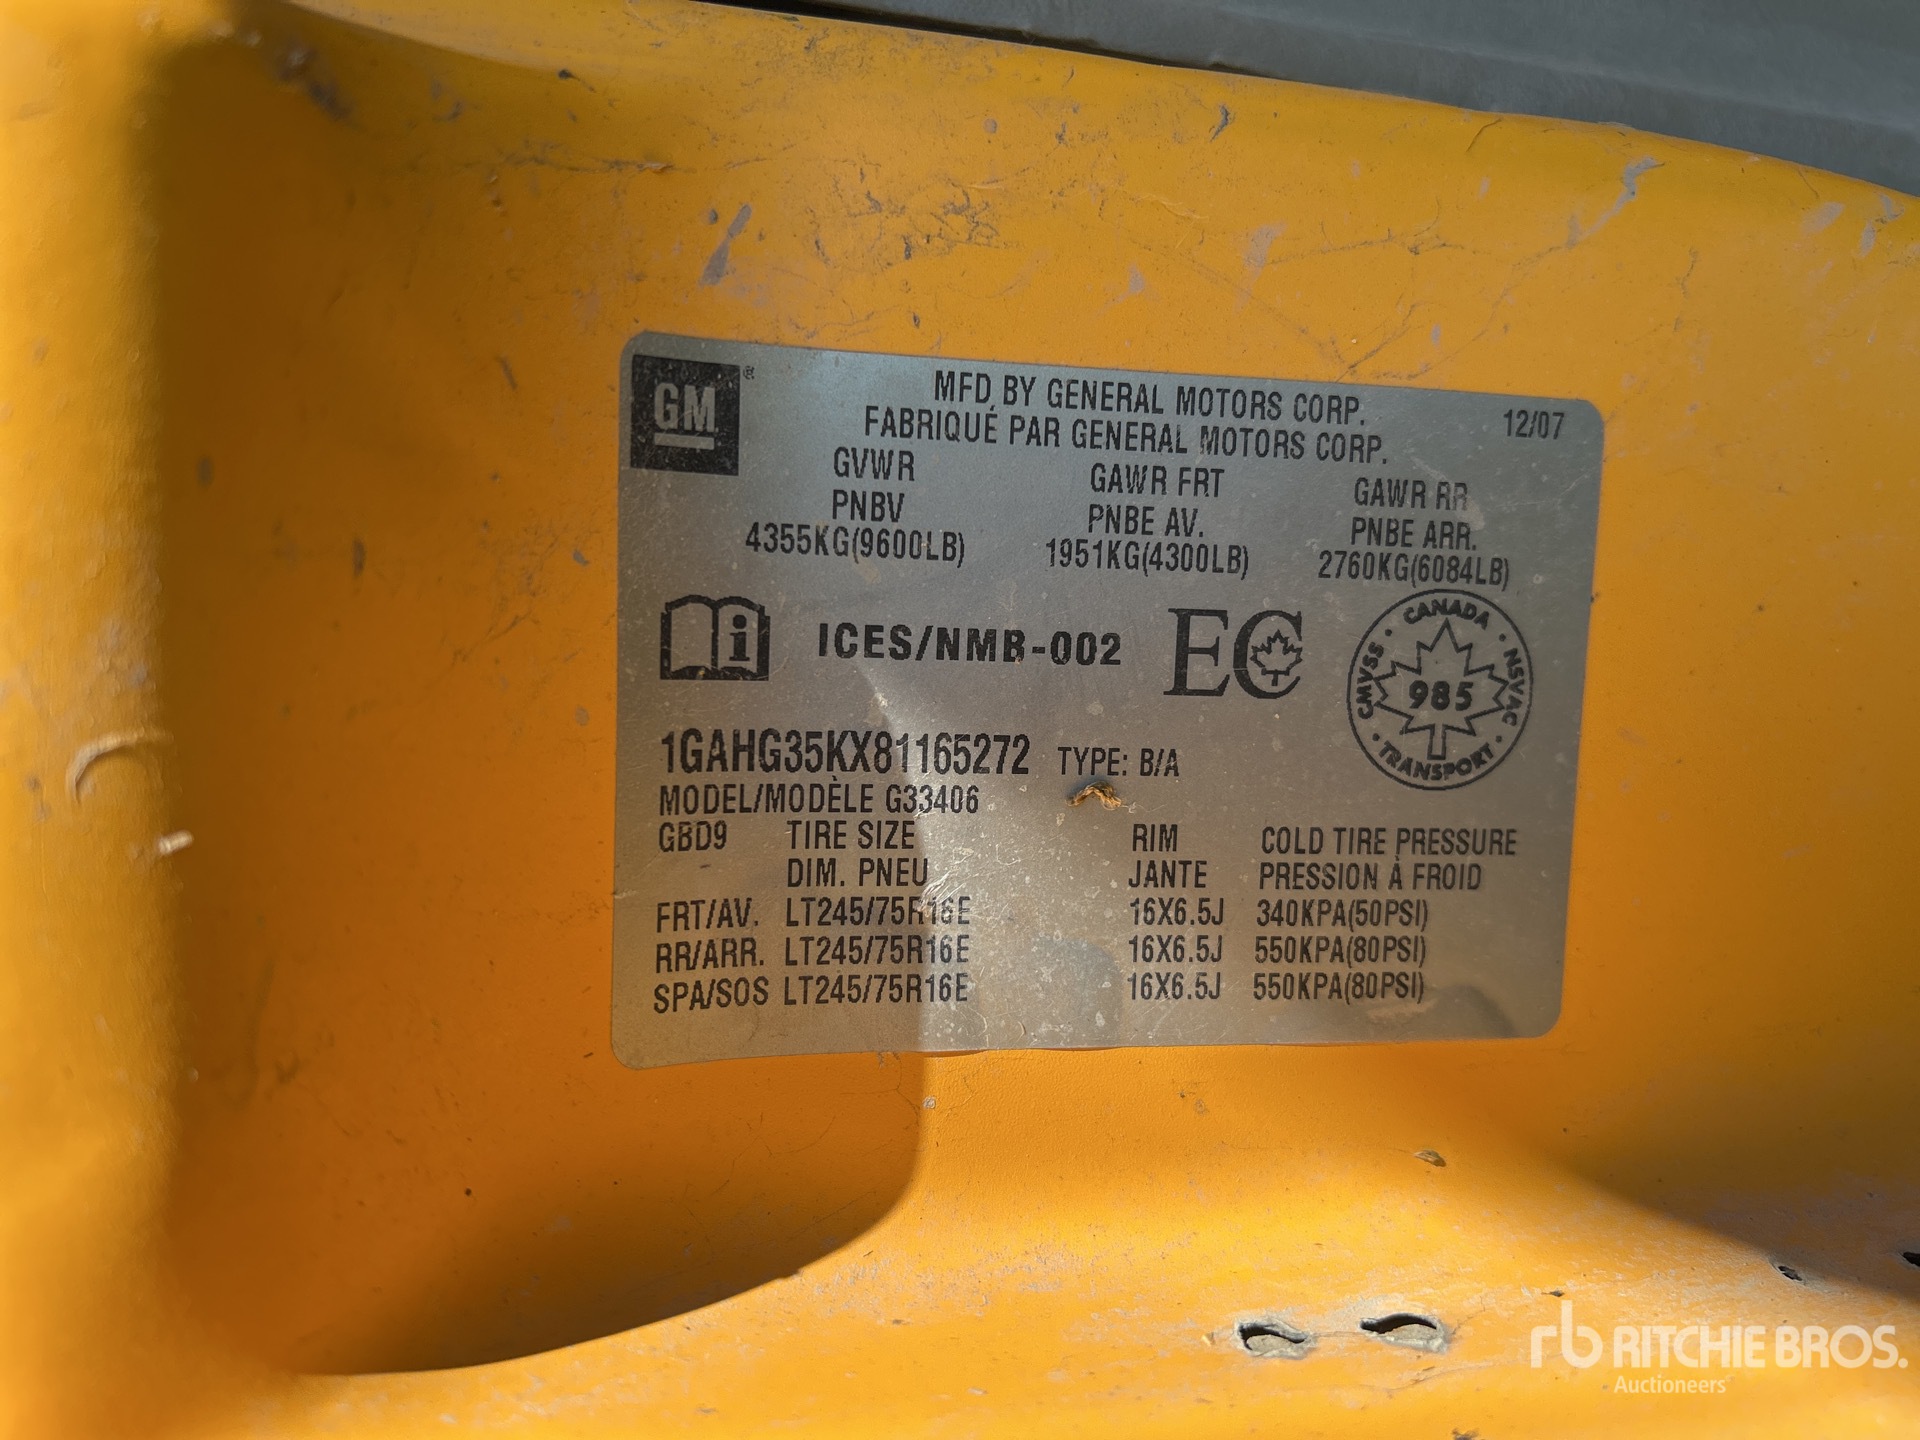 GM®
MFD BY GENERAL MOTORS CORP. 12/07
FABRIQUÉ PAR GENERAL MOTORS CORP.
GVWR GAWR FRT GAWR RR
PNBV PNBE AV. PNBE ARR.
4355KG(9600LB) 1951KG(4300LB) 2760KG(6084LB)
i ICES/NMB-002 EC
CANADA · NSVAC · TRANSPORT · CMVSS ·
985
1GAHG35KX81165272 TYPE: B/A
MODEL/MODÈLE G33406
GBD9 TIRE SIZE RIM COLD TIRE PRESSURE
DIM. PNEU JANTE PRESSION À FROID
FRT/AV. LT245/75R16E 16X6.5J 340KPA(50PSI)
RR/ARR. LT245/75R16E 16X6.5J 550KPA(80PSI)
SPA/SOS LT245/75R16E 16X6.5J 550KPA(80PSI)
rb RITCHIE BROS.
Auctioneers